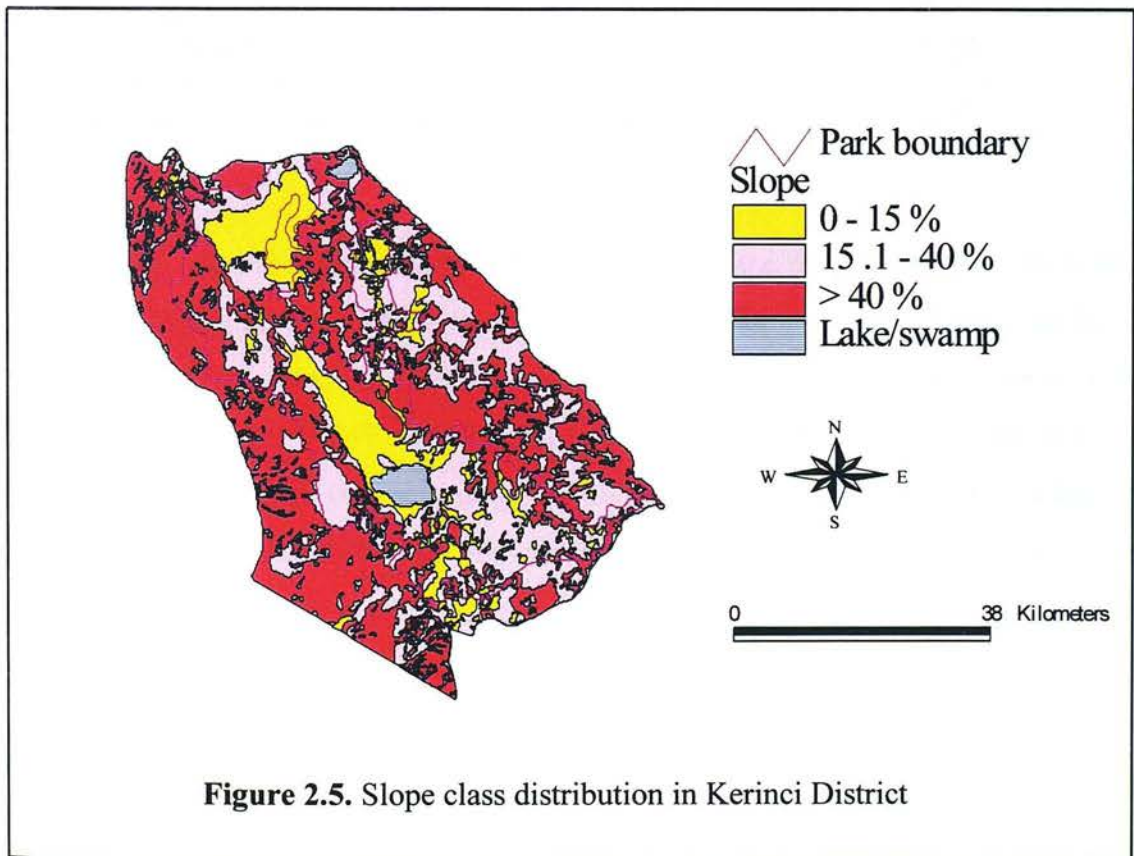 Park boundary
Slope
0 - 15 %
15 .1 - 40 %
> 40 %
Lake/swamp
N
W E
S
0 38 Kilometers
Figure 2.5. Slope class distribution in Kerinci District